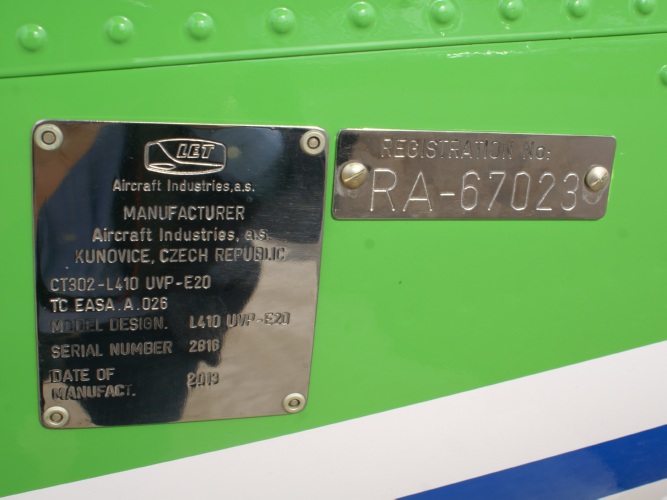 LET
Aircraft Industries,a.s.
MANUFACTURER
Aircraft Industries, a.s.
KUNOVICE, CZECH REPUBLIC
CT302-L410 UVP-E20
TC EASA.A.026
MODEL DESIGN. L410 UVP-E20
SERIAL NUMBER 2816
DATE OF
MANUFACT. 2013
REGISTRATION No:
RA-67023